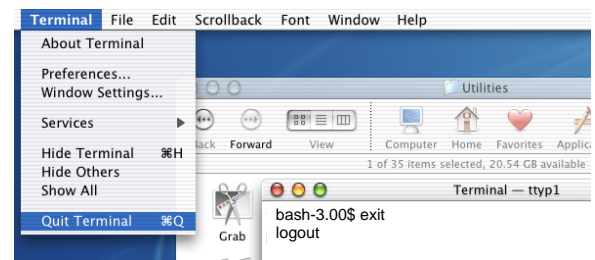 Terminal File Edit Scrollback Font Window Help
About Terminal
Preferences...
Window Settings...
Services
Hide Terminal ⌘H
Hide Others
Show All
Quit Terminal ⌘Q
Utilities
Forward
View
Computer
Home
Favorites
1 of 35 items selected, 20.54 GB available
Grab
Terminal — ttyp1
bash-3.00$ exit
logout